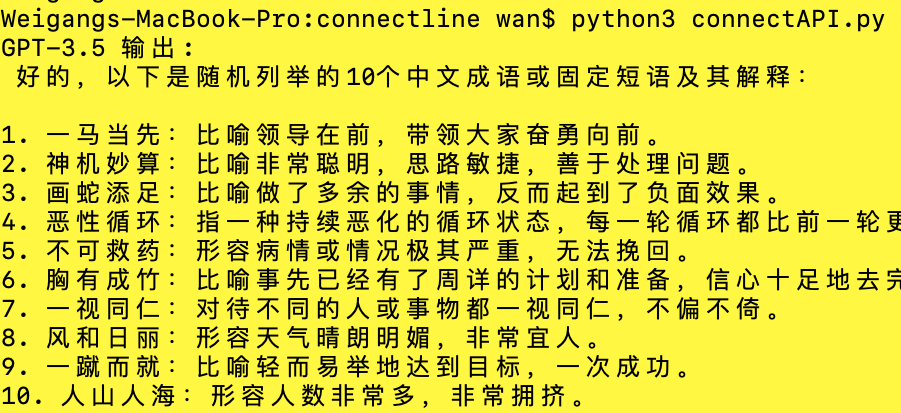 Weigangs-MacBook-Pro:connectline wan$ python3 connectAPI.py
GPT-3.5 输出:
好的, 以下是随机列举的10个中文成语或固定短语及其解释:
1. 一马当先: 比喻领导在前, 带领大家奋勇向前。
2. 神机妙算: 比喻非常聪明, 思路敏捷, 善于处理问题。
3. 画蛇添足: 比喻做了多余的事情, 反而起到了负面效果。
4. 恶性循环: 指一种持续恶化的循环状态, 每一轮循环都比前一轮更
5. 不可救药: 形容病情或情况极其严重, 无法挽回。
6. 胸有成竹: 比喻事先已经有了周详的计划和准备, 信心十足地去完
7. 一视同仁: 对待不同的人或事物都一视同仁, 不偏不倚。
8. 风和日丽: 形容天气晴朗明媚, 非常宜人。
9. 一蹴而就: 比喻轻而易举地达到目标, 一次成功。
10. 人山人海: 形容人数非常多, 非常拥挤。